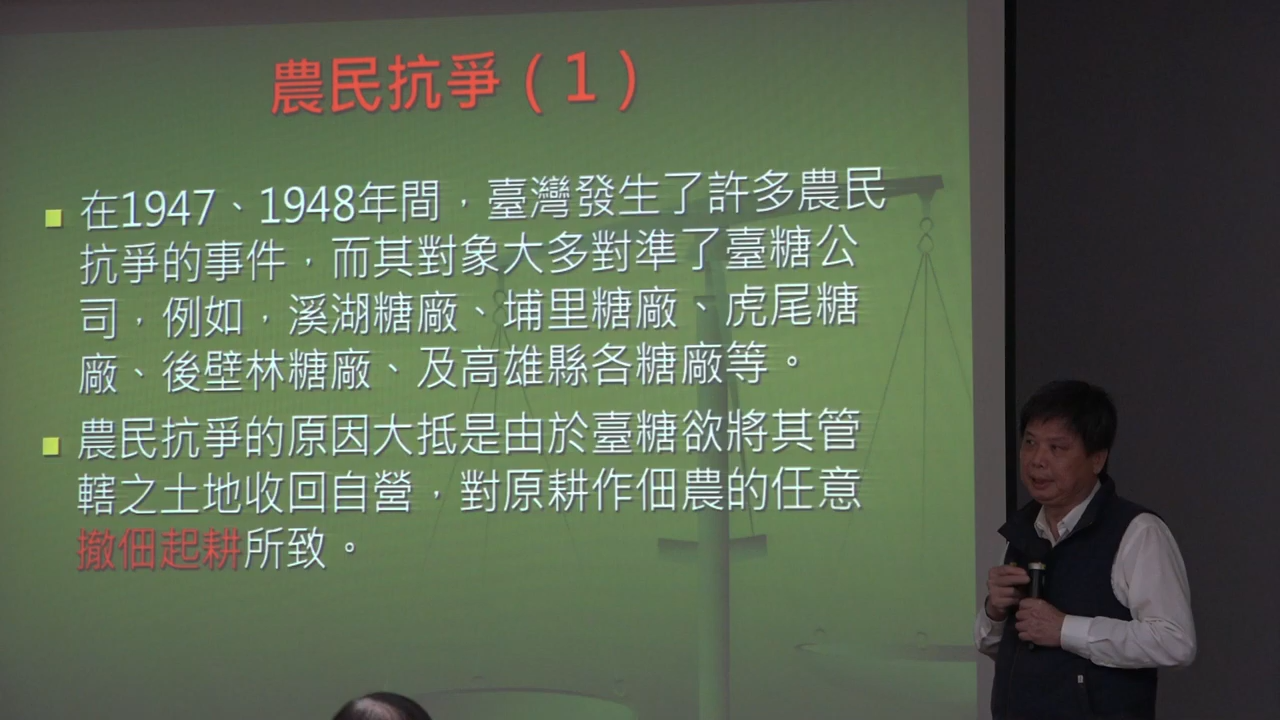 農民抗爭（1）
在1947、1948年間，臺灣發生了許多農民
抗爭的事件，而其對象大多對準了臺糖公
司，例如，溪湖糖廠、埔里糖廠、虎尾糖
廠、後壁林糖廠、及高雄縣各糖廠等。
農民抗爭的原因大抵是由於臺糖欲將其管
轄之土地收回自營，對原耕作佃農的任意
撤佃起耕所致。